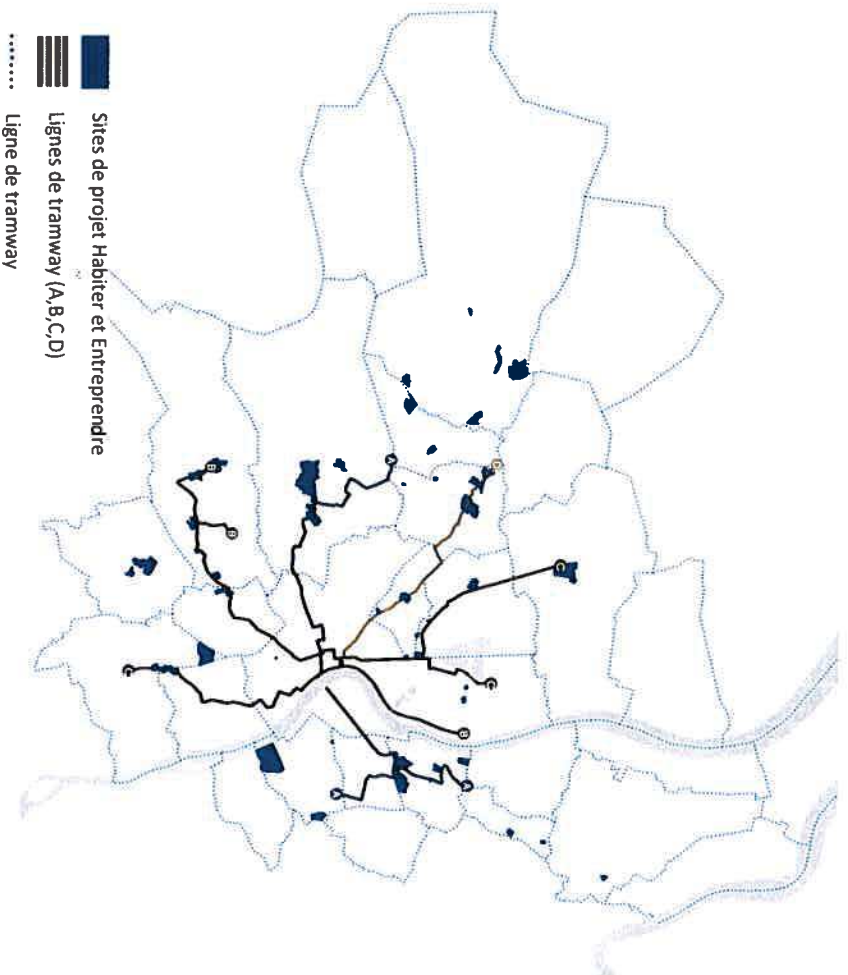 Sites de projet Habiter et Entreprendre
Lignes de tramway (A,B,C,D)
Ligne de tramway
A
B
B
D
C
C
C
B
A
A